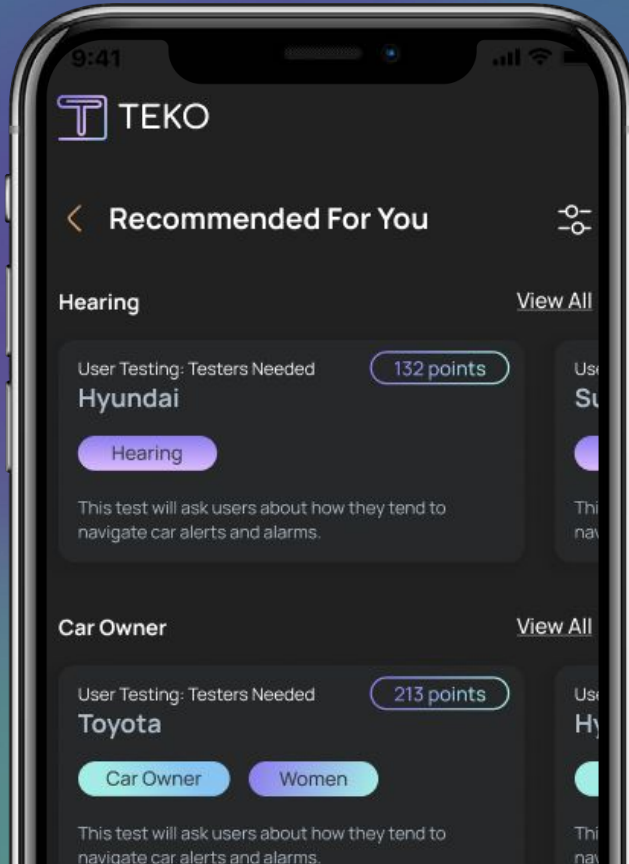 9:41
TEKO
Recommended For You
Hearing
View All
User Testing: Testers Needed
132 points
Hyundai
Hearing
This test will ask users about how they tend to
navigate car alerts and alarms.
Car Owner
View All
User Testing: Testers Needed
213 points
Toyota
Car Owner
Women
This test will ask users about how they tend to
navigate car alerts and alarms.